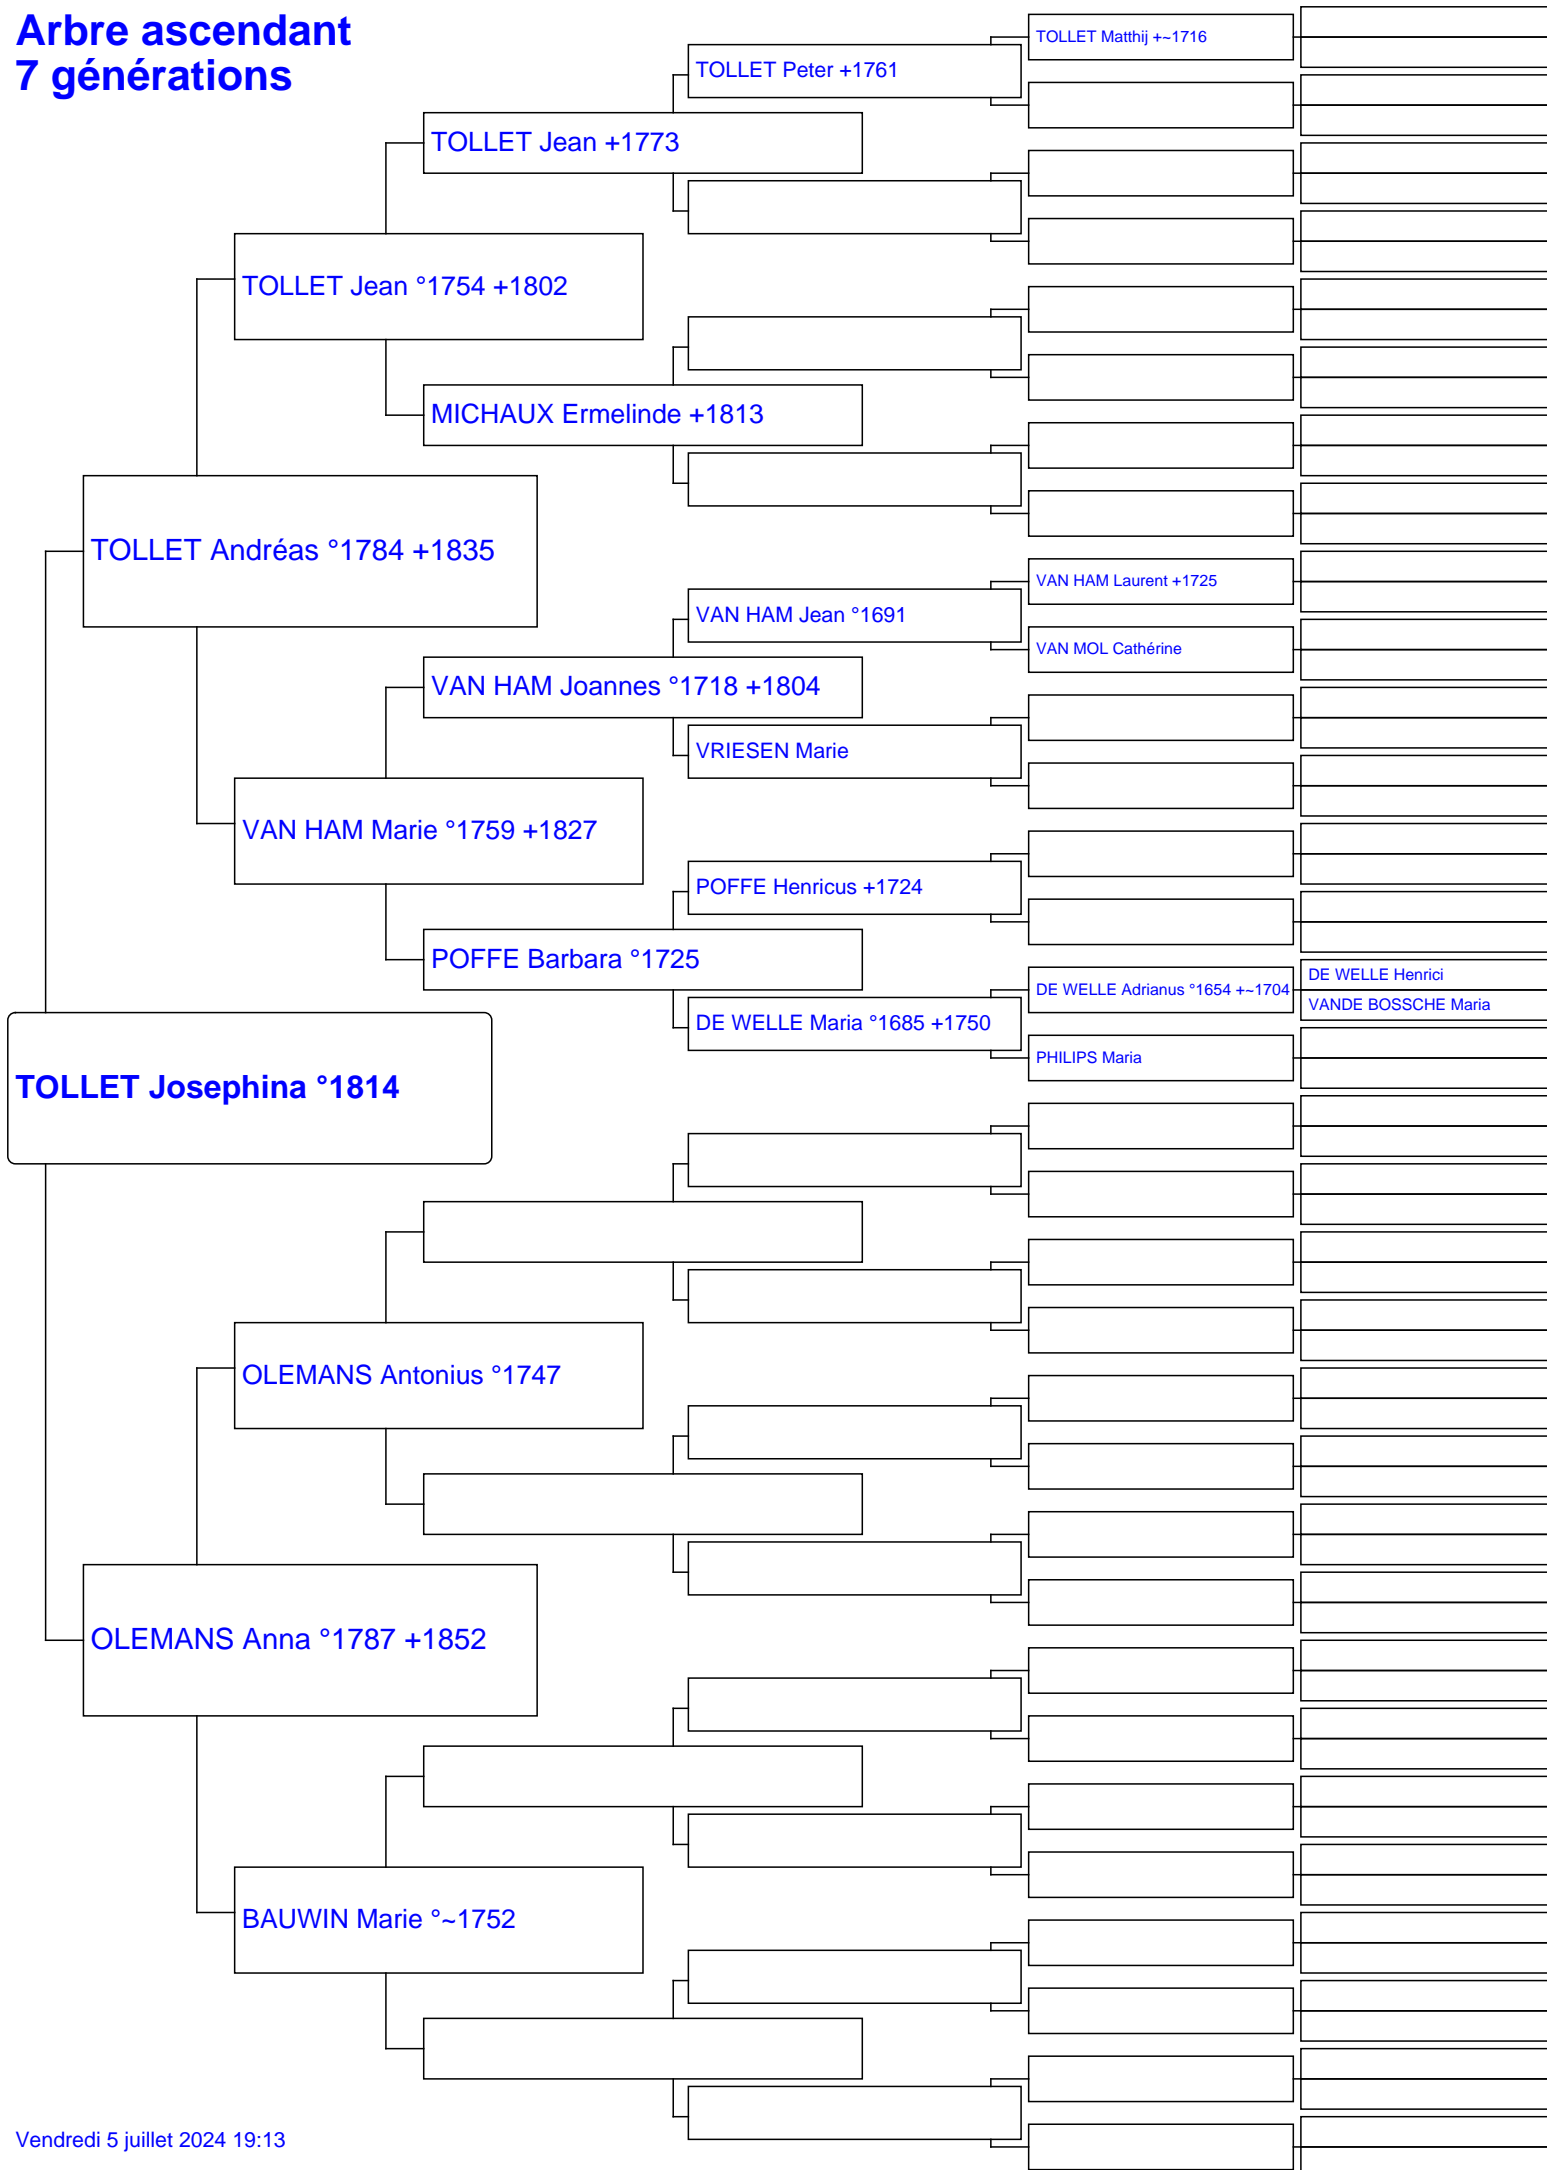 Arbre ascendant
7 générations
TOLLET Matthij +~1716
TOLLET Peter +1761
TOLLET Jean +1773
TOLLET Jean °1754 +1802
MICHAUX Ermelinde +1813
TOLLET Andréas °1784 +1835
VAN HAM Laurent +1725
VAN HAM Jean °1691
VAN MOL Cathérine
VAN HAM Joannes °1718 +1804
VRIESEN Marie
VAN HAM Marie °1759 +1827
POFFE Henricus +1724
POFFE Barbara °1725
DE WELLE Henrici
DE WELLE Adrianus °1654 +~1704
VANDE BOSSCHE Maria
DE WELLE Maria °1685 +1750
PHILIPS Maria
TOLLET Josephina °1814
OLEMANS Antonius °1747
OLEMANS Anna °1787 +1852
BAUWIN Marie °~1752
Vendredi 5 juillet 2024 19:13